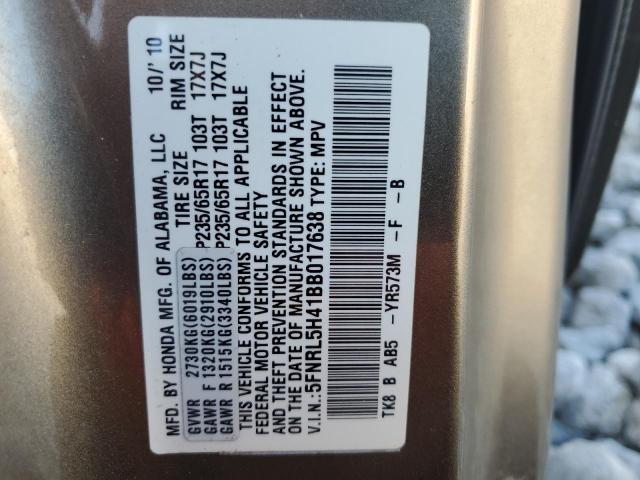 MFD. BY HONDA MFG. OF ALABAMA, LLC 10/'10
TIRE SIZE RIM SIZE
GVWR 2730KG(6019LBS)
GAWR F 1320KG(2910LBS) P235/65R17 103T 17X7J
GAWR R 1515KG(3340LBS) P235/65R17 103T 17X7J
THIS VEHICLE CONFORMS TO ALL APPLICABLE
FEDERAL MOTOR VEHICLE SAFETY
AND THEFT PREVENTION STANDARDS IN EFFECT
ON THE DATE OF MANUFACTURE SHOWN ABOVE.
V.I.N.:5FNRL5H41BB017638 TYPE: MPV
TK8 B AB5 -YR573M -F -B